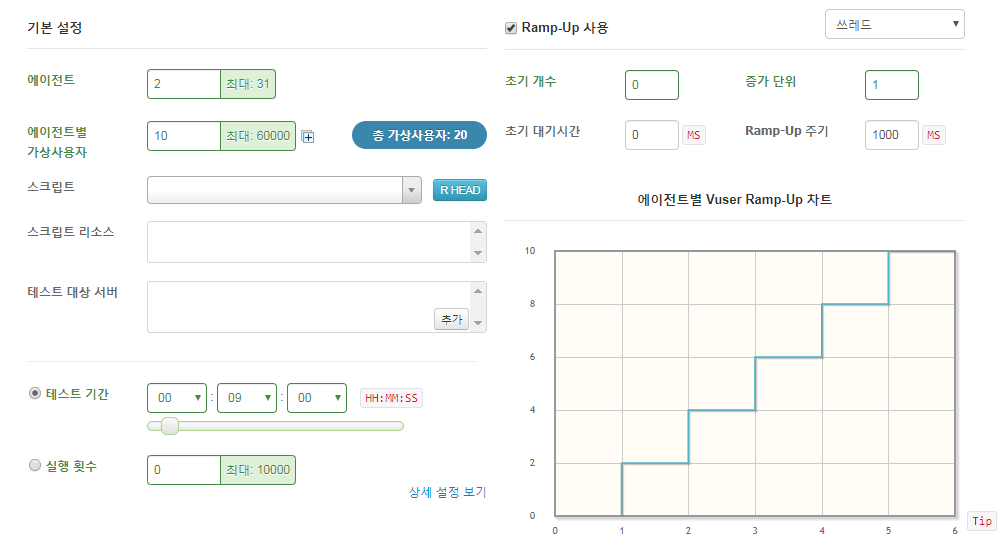 기본 설정
에이전트
2
최대: 31
에이전트별
가상사용자
10
최대: 60000
총 가상사용자: 20
스크립트
R HEAD
스크립트 리소스
테스트 대상 서버
추가
테스트 기간
00 : 09 : 00
HH:MM:SS
실행 횟수
0
최대: 10000
상세 설정 보기
Ramp-Up 사용
쓰레드
초기 개수
0
증가 단위
1
초기 대기시간
0
MS
Ramp-Up 주기
1000
MS
에이전트별 Vuser Ramp-Up 차트
10
8
6
4
2
0
0 1 2 3 4 5 6
Tip